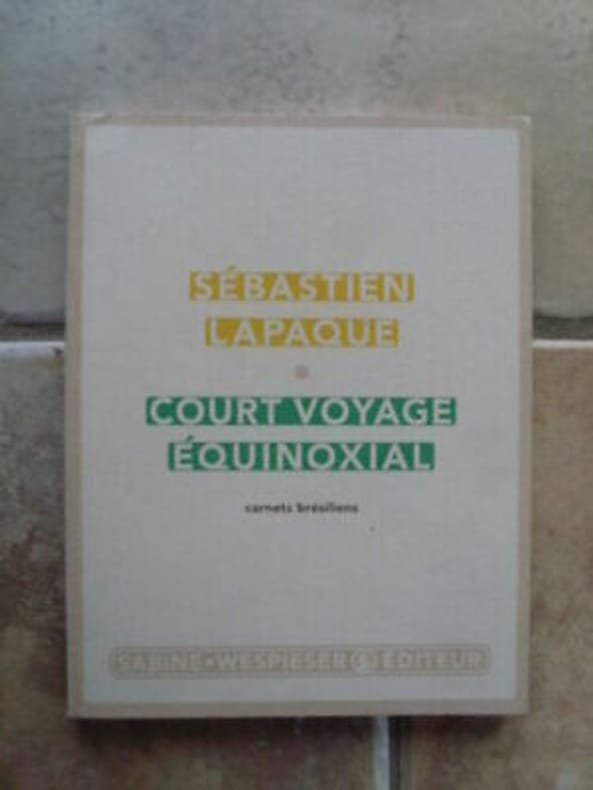 SÉBASTIEN
LAPAQUE
COURT VOYAGE
ÉQUINOXIAL
carnets brésiliens
SABINE WESPIESER ÉDITEUR